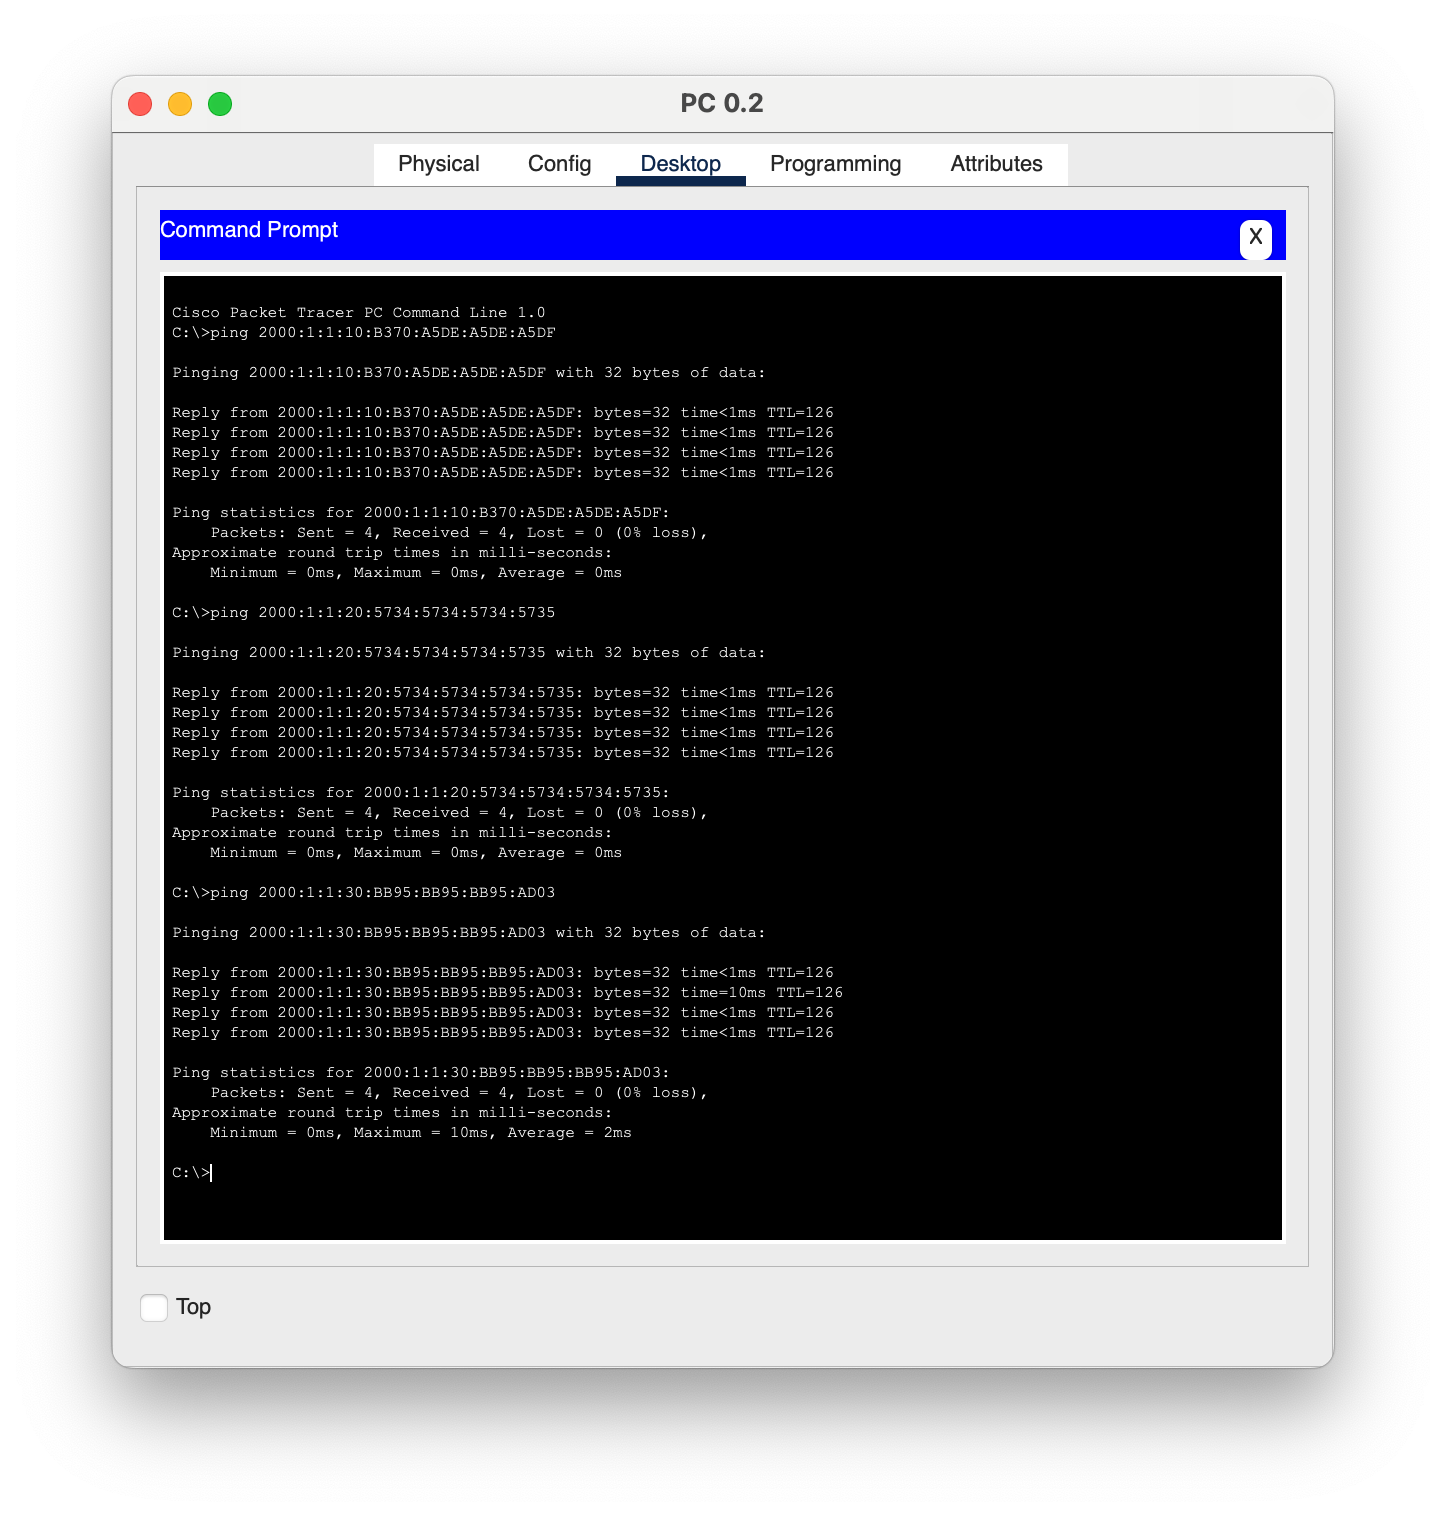 PC 0.2
Physical Config Desktop Programming Attributes
Command Prompt
X
Cisco Packet Tracer PC Command Line 1.0
C:\>ping 2000:1:1:10:B370:A5DE:A5DE:A5DF
Pinging 2000:1:1:10:B370:A5DE:A5DE:A5DF with 32 bytes of data:
Reply from 2000:1:1:10:B370:A5DE:A5DE:A5DF: bytes=32 time<1ms TTL=126
Reply from 2000:1:1:10:B370:A5DE:A5DE:A5DF: bytes=32 time<1ms TTL=126
Reply from 2000:1:1:10:B370:A5DE:A5DE:A5DF: bytes=32 time<1ms TTL=126
Reply from 2000:1:1:10:B370:A5DE:A5DE:A5DF: bytes=32 time<1ms TTL=126
Ping statistics for 2000:1:1:10:B370:A5DE:A5DE:A5DF:
Packets: Sent = 4, Received = 4, Lost = 0 (0% loss),
Approximate round trip times in milli-seconds:
Minimum = 0ms, Maximum = 0ms, Average = 0ms
C:\>ping 2000:1:1:20:5734:5734:5734:5735
Pinging 2000:1:1:20:5734:5734:5734:5735 with 32 bytes of data:
Reply from 2000:1:1:20:5734:5734:5734:5735: bytes=32 time<1ms TTL=126
Reply from 2000:1:1:20:5734:5734:5734:5735: bytes=32 time<1ms TTL=126
Reply from 2000:1:1:20:5734:5734:5734:5735: bytes=32 time<1ms TTL=126
Reply from 2000:1:1:20:5734:5734:5734:5735: bytes=32 time<1ms TTL=126
Ping statistics for 2000:1:1:20:5734:5734:5734:5735:
Packets: Sent = 4, Received = 4, Lost = 0 (0% loss),
Approximate round trip times in milli-seconds:
Minimum = 0ms, Maximum = 0ms, Average = 0ms
C:\>ping 2000:1:1:30:BB95:BB95:BB95:AD03
Pinging 2000:1:1:30:BB95:BB95:BB95:AD03 with 32 bytes of data:
Reply from 2000:1:1:30:BB95:BB95:BB95:AD03: bytes=32 time<1ms TTL=126
Reply from 2000:1:1:30:BB95:BB95:BB95:AD03: bytes=32 time=10ms TTL=126
Reply from 2000:1:1:30:BB95:BB95:BB95:AD03: bytes=32 time<1ms TTL=126
Reply from 2000:1:1:30:BB95:BB95:BB95:AD03: bytes=32 time<1ms TTL=126
Ping statistics for 2000:1:1:30:BB95:BB95:BB95:AD03:
Packets: Sent = 4, Received = 4, Lost = 0 (0% loss),
Approximate round trip times in milli-seconds:
Minimum = 0ms, Maximum = 10ms, Average = 2ms
C:\>
Top